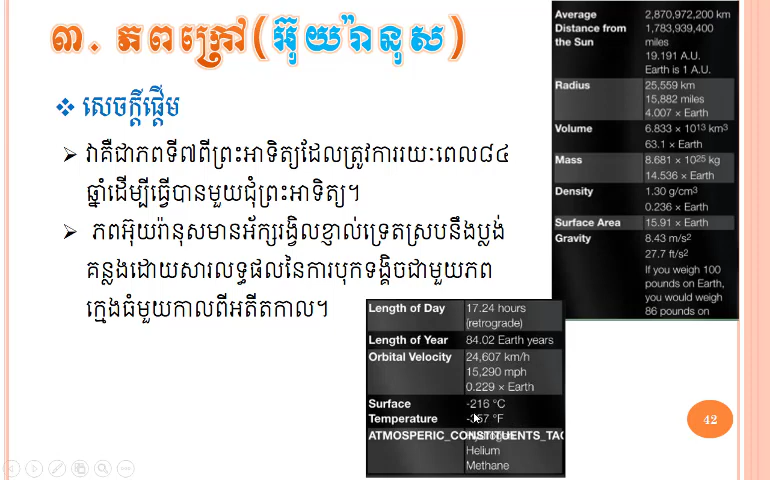 ៣. ភពក្រៅ(អ៊ុយរ៉ានុស)
សេចក្ដីផ្ដើម
វាគឺជាភពទី៧ពីព្រះអាទិត្យដែលត្រូវការរយៈពេល៨៤
ឆ្នាំដើម្បីធ្វើបានមួយជុំព្រះអាទិត្យ។
ភពអ៊ុយរ៉ានុសមានអ័ក្សរង្វិលខ្ញាល់ទ្រេតស្របនឹងប្លង់
គន្លងដោយសារលទ្ធផលនៃការបុកទង្គិចជាមួយភព
ក្មេងធំមួយកាលពីអតីតកាល។
Average 2,870,972,200 km
Distance from 1,783,939,400
the Sun miles
19.191 A.U.
Earth is 1 A.U.
Radius 25,559 km
15,882 miles
4.007 × Earth
Volume 6.833 × 10¹³ km³
63.1 × Earth
Mass 8.681 × 10²⁵ kg
14.536 × Earth
Density 1.30 g/cm³
0.236 × Earth
Surface Area 15.91 × Earth
Gravity 8.43 m/s²
27.7 ft/s²
If you weigh 100
pounds on Earth,
you would weigh
86 pounds on
Length of Day 17.24 hours
(retrograde)
Length of Year 84.02 Earth years
Orbital Velocity 24,607 km/h
15,290 mph
0.229 × Earth
Surface -216 °C
Temperature -357 °F
ATMOSPERIC_CONSTITUENTS_TAG
Helium
Methane
42